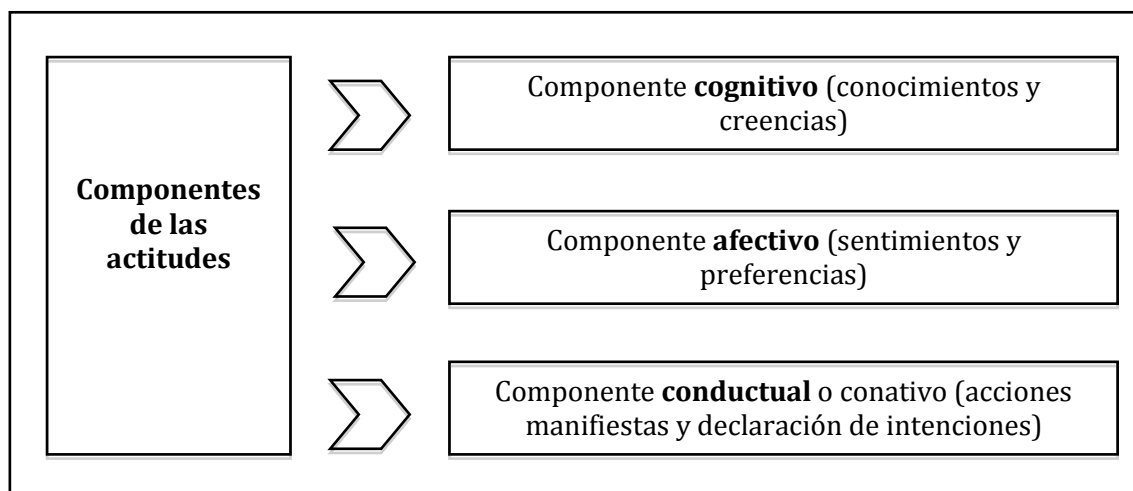 Componentes
de las
actitudes
Componente cognitivo (conocimientos y
creencias)
Componente afectivo (sentimientos y
preferencias)
Componente conductual o conativo (acciones
manifiestas y declaración de intenciones)